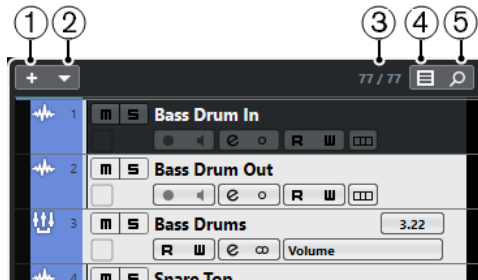 1 2 3 4 5
+ 77 / 77
1 m s Bass Drum In
e R W
2 m s Bass Drum Out
e R W
3 m s Bass Drums 3.22
R W e Volume
4 m s Snare Top